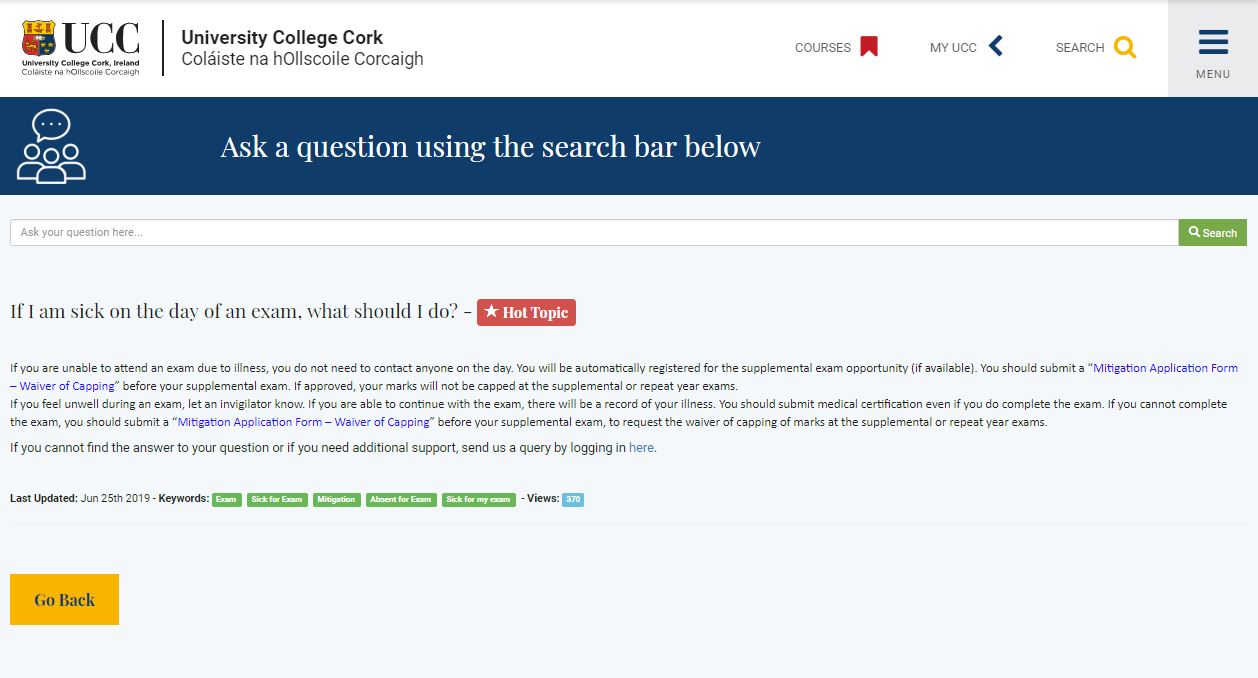 UCC
University College Cork, Ireland
Coláiste na hOllscoile Corcaigh
University College Cork
Coláiste na hOllscoile Corcaigh
COURSES
MY UCC
SEARCH
MENU
Ask a question using the search bar below
Ask your question here...
Search
If I am sick on the day of an exam, what should I do? - Hot Topic
If you are unable to attend an exam due to illness, you do not need to contact anyone on the day. You will be automatically registered for the supplemental exam opportunity (if available). You should submit a “Mitigation Application Form
– Waiver of Capping” before your supplemental exam. If approved, your marks will not be capped at the supplemental or repeat year exams.
If you feel unwell during an exam, let an invigilator know. If you are able to continue with the exam, there will be a record of your illness. You should submit medical certification even if you do complete the exam. If you cannot complete
the exam, you should submit a “Mitigation Application Form – Waiver of Capping” before your supplemental exam, to request the waiver of capping of marks at the supplemental or repeat year exams.
If you cannot find the answer to your question or if you need additional support, send us a query by logging in here.
Last Updated: Jun 25th 2019 - Keywords: Exam Sick for Exam Mitigation Absent for Exam Sick for my exam - Views: 370
Go Back